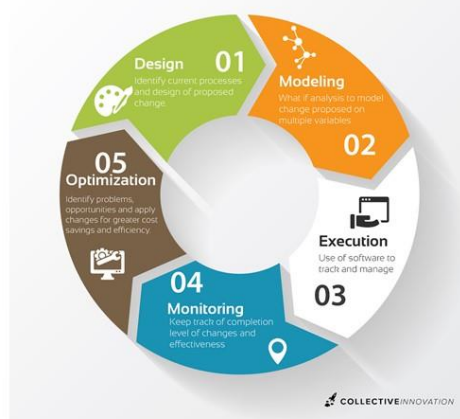 Design
01
Identify current processes
and design of proposed
change.
Modeling
What if analysis to model
change proposed on
multiple variables
02
Execution
Use of software to
track and manage
03
04
Monitoring
Keep track of completion
level of changes and
effectiveness
05
Optimization
Identify problems,
opportunities and apply
changes for greater cost
savings and efficiency.
COLLECTIVEINNOVATION